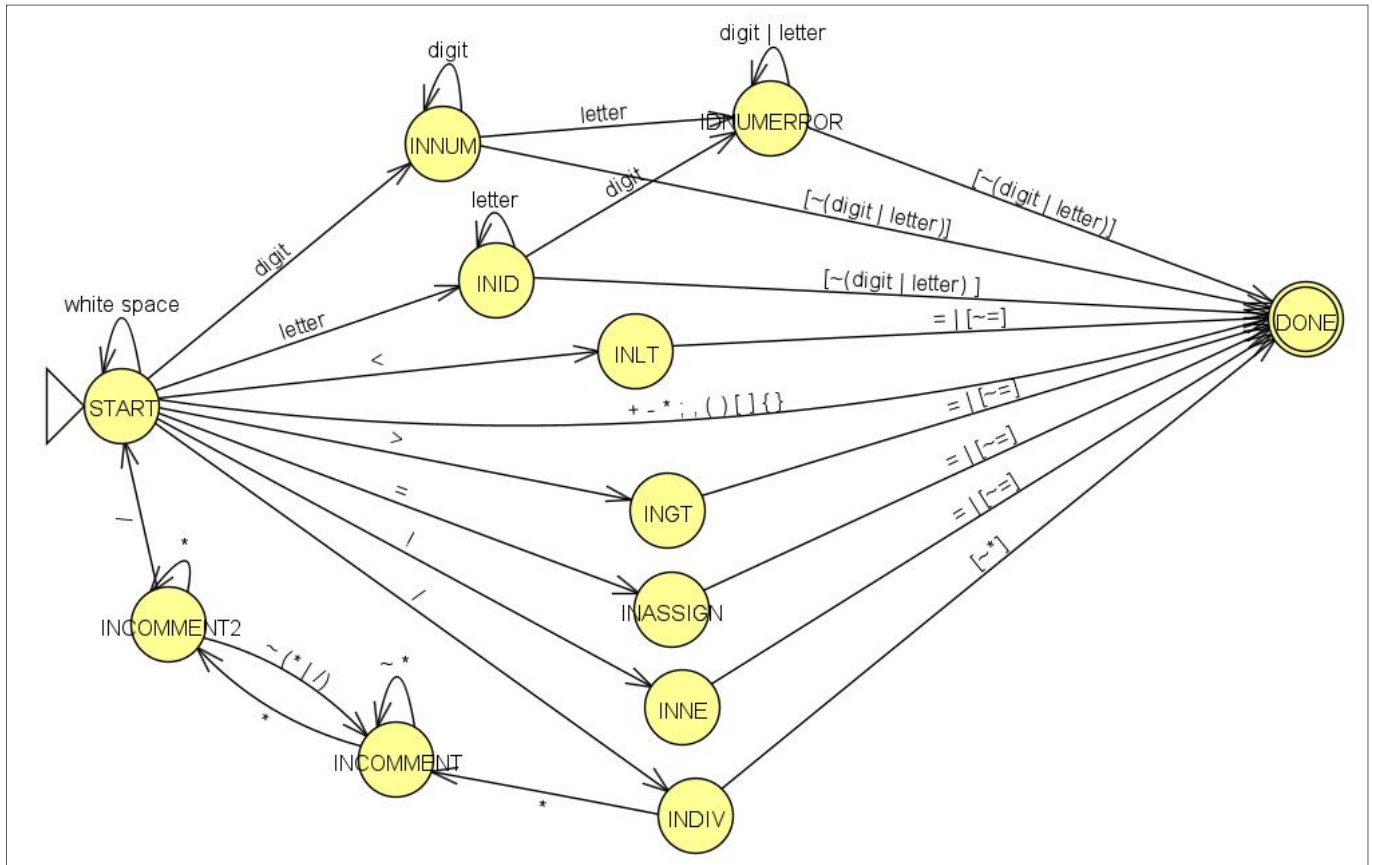 digit
digit | letter
INNUM
letter
IDNUMERROR
digit
[~(digit | letter)]
[~(digit | letter)]
letter
INID
digit
[~(digit | letter) ]
white space
letter
<
INLT
= | [~=]
DONE
START
+ - * ; , ( ) [ ] { }
= | [~=]
>
INGT
= | [~=]
=
= | [~=]
!
[~*]
/
INASSIGN
/
*
INCOMMENT2
~ (* | /)
~ *
*
INNE
INCOMMENT
*
INDIV